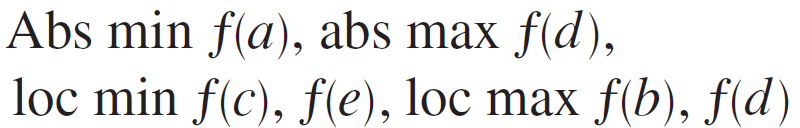 Abs min f(a), abs max f(d),
loc min f(c), f(e), loc max f(b), f(d)